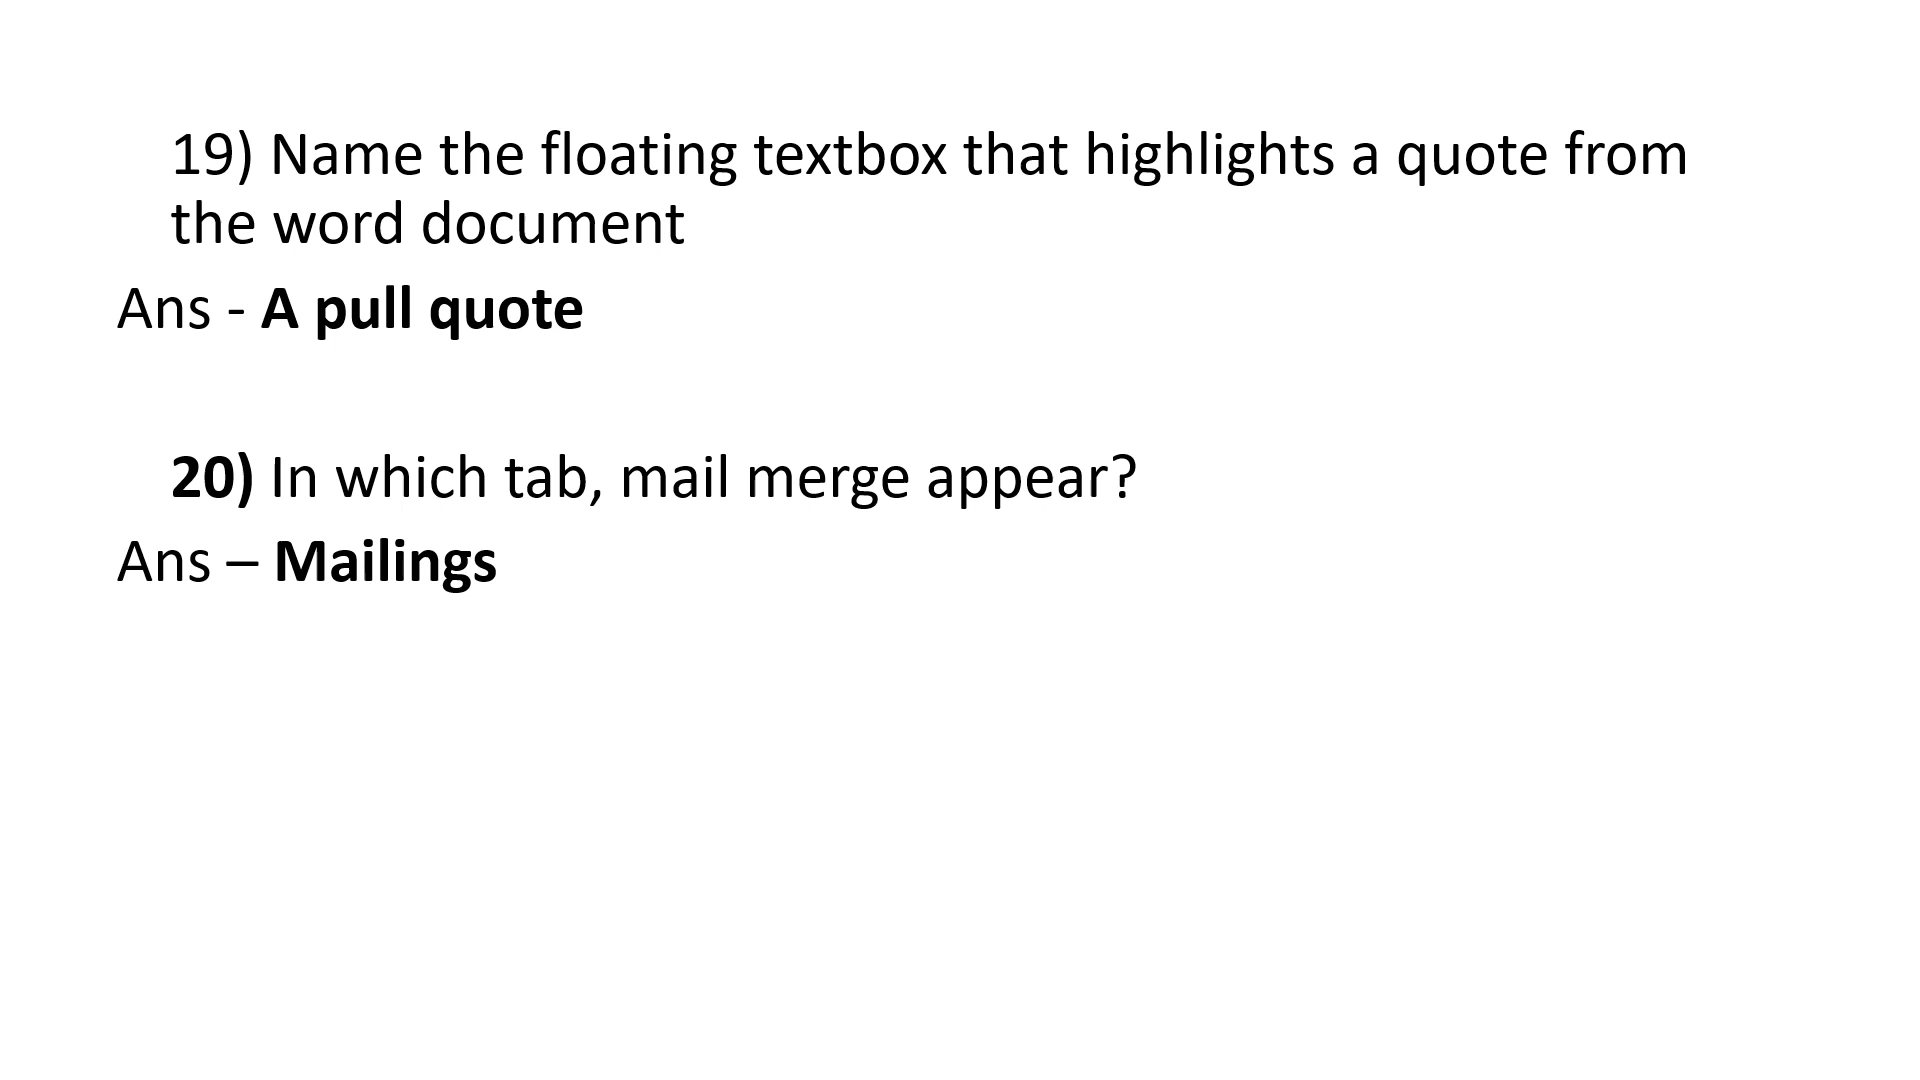 19) Name the floating textbox that highlights a quote from
the word document
Ans - A pull quote
20) In which tab, mail merge appear?
Ans – Mailings